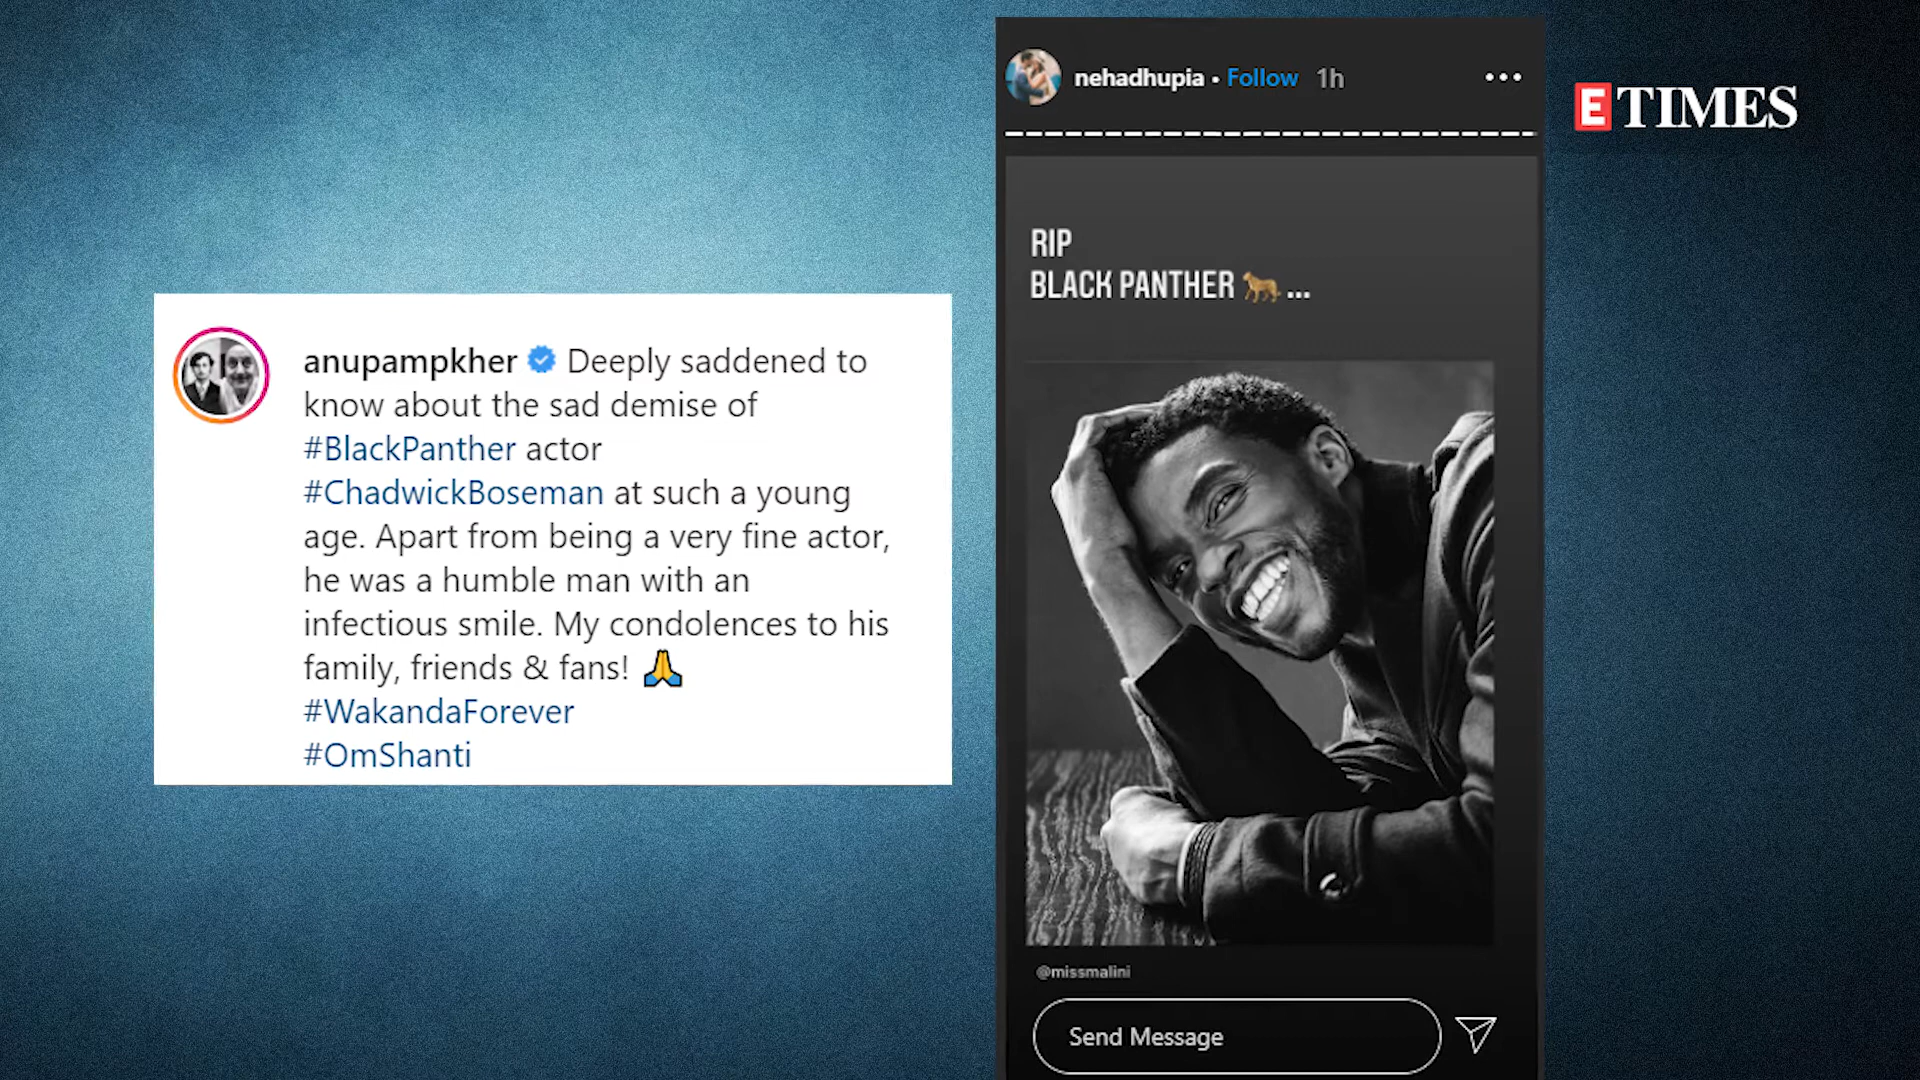 anupampkher Deeply saddened to
know about the sad demise of
#BlackPanther actor
#ChadwickBoseman at such a young
age. Apart from being a very fine actor,
he was a humble man with an
infectious smile. My condolences to his
family, friends & fans! 🙏
#WakandaForever
#OmShanti
nehadhupia • Follow 1h
RIP
BLACK PANTHER 🐆 ...
@missmalini
Send Message
E TIMES